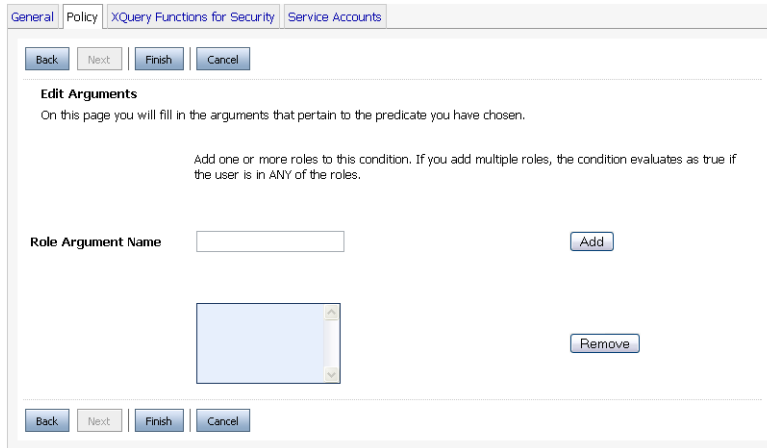 General Policy XQuery Functions for Security Service Accounts
Back Next Finish Cancel
Edit Arguments
On this page you will fill in the arguments that pertain to the predicate you have chosen.
Add one or more roles to this condition. If you add multiple roles, the condition evaluates as true if
the user is in ANY of the roles.
Role Argument Name Add
Remove
Back Next Finish Cancel